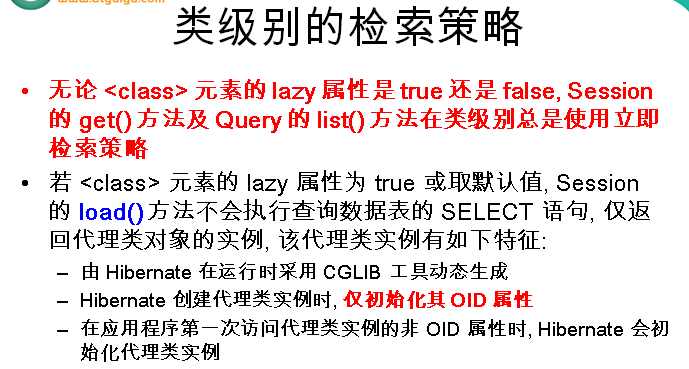 www.atguigu.com
类级别的检索策略
• 无论 <class> 元素的 lazy 属性是 true 还是 false, Session
的 get() 方法及 Query 的 list() 方法在类级别总是使用立即
检索策略
• 若 <class> 元素的 lazy 属性为 true 或取默认值, Session
的 load() 方法不会执行查询数据表的 SELECT 语句, 仅返
回代理类对象的实例, 该代理类实例有如下特征:
– 由 Hibernate 在运行时采用 CGLIB 工具动态生成
– Hibernate 创建代理类实例时, 仅初始化其 OID 属性
– 在应用程序第一次访问代理类实例的非 OID 属性时, Hibernate 会初
始化代理类实例